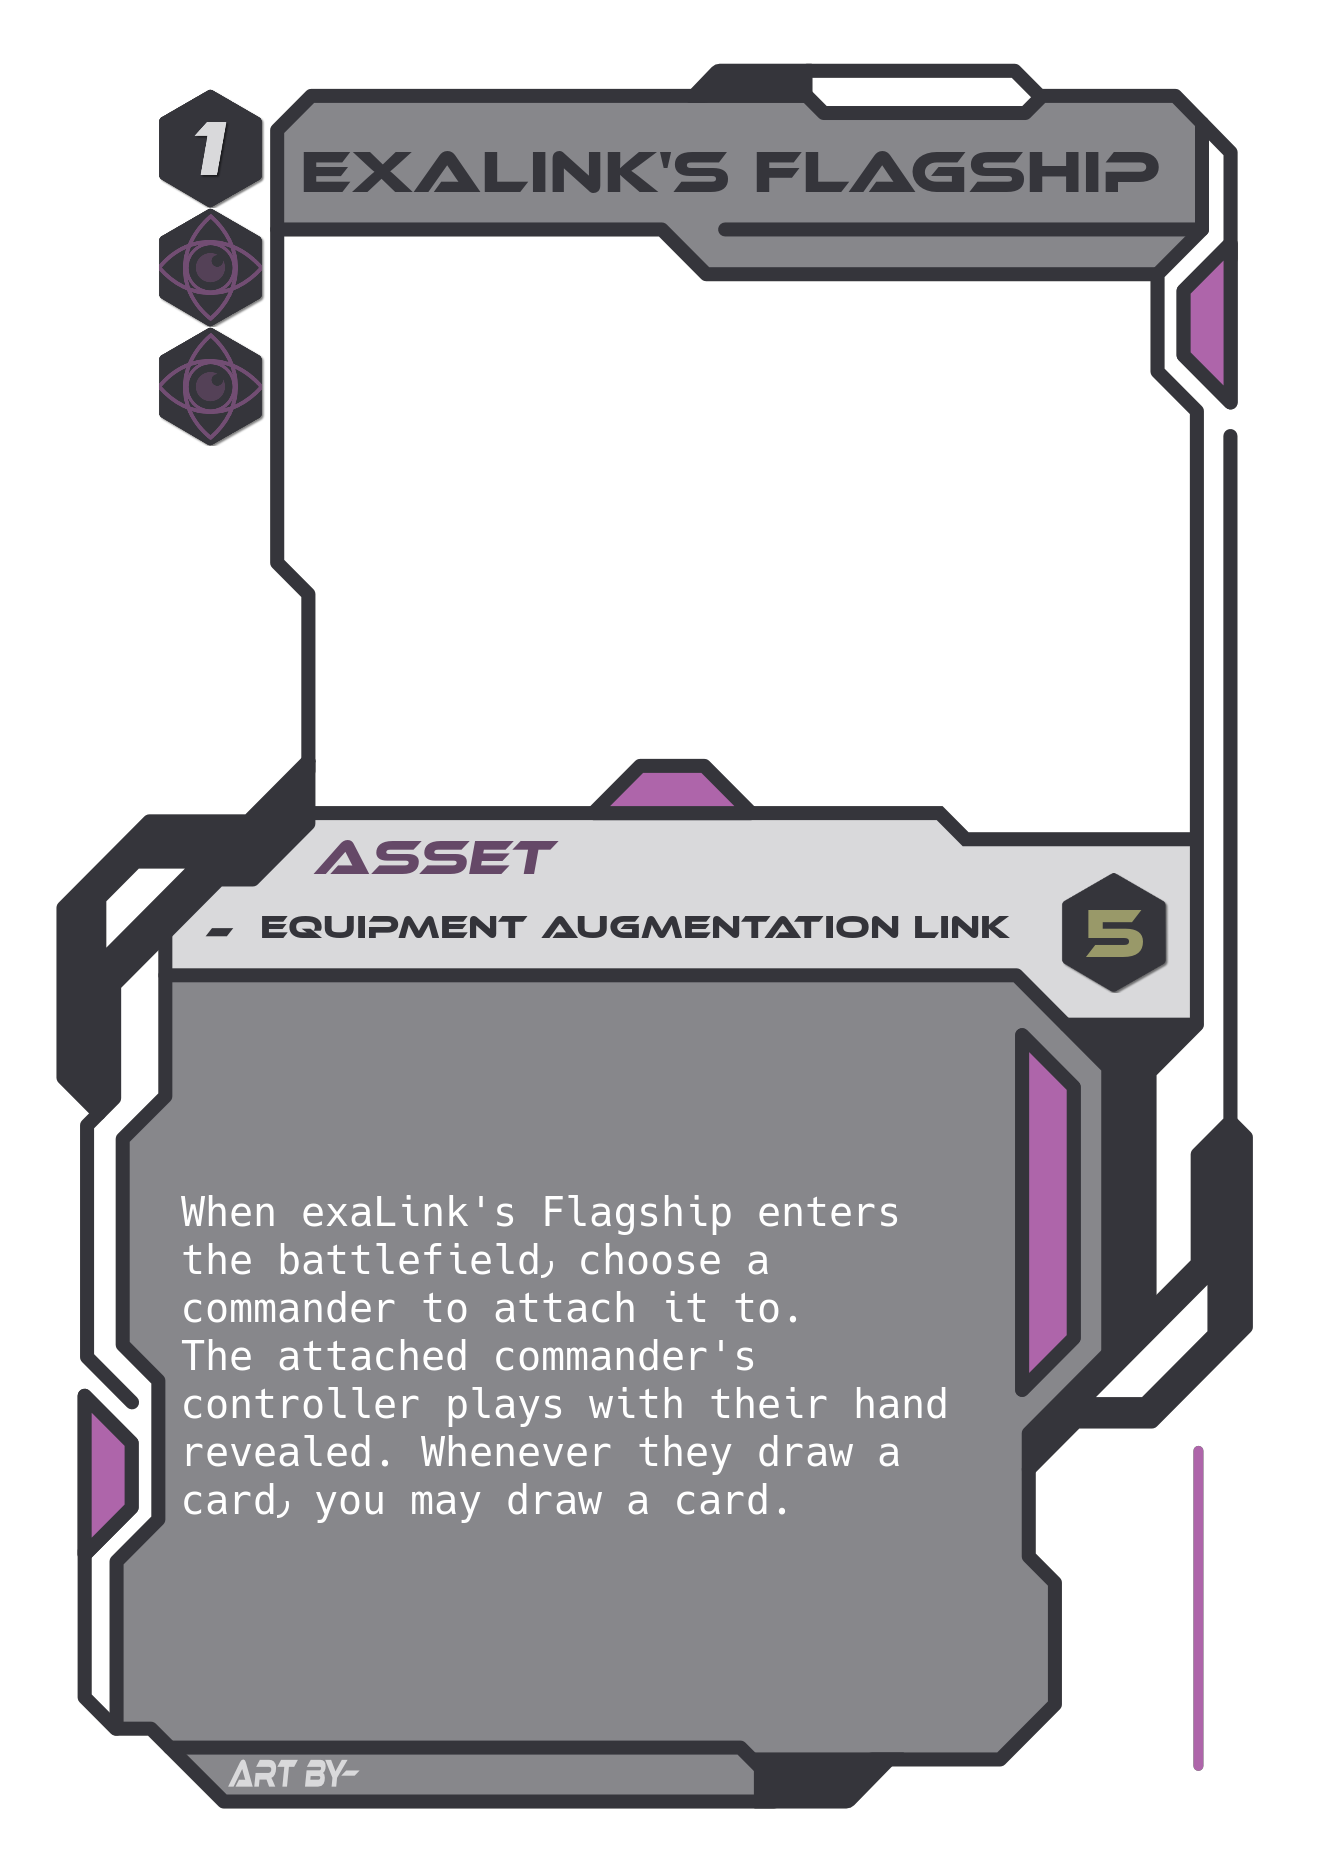 1
EXALINK'S FLAGSHIP
ASSET
- EQUIPMENT AUGMENTATION LINK
5
When exaLink's Flagship enters
the battlefield, choose a
commander to attach it to.
The attached commander's
controller plays with their hand
revealed. Whenever they draw a
card, you may draw a card.
ART BY-